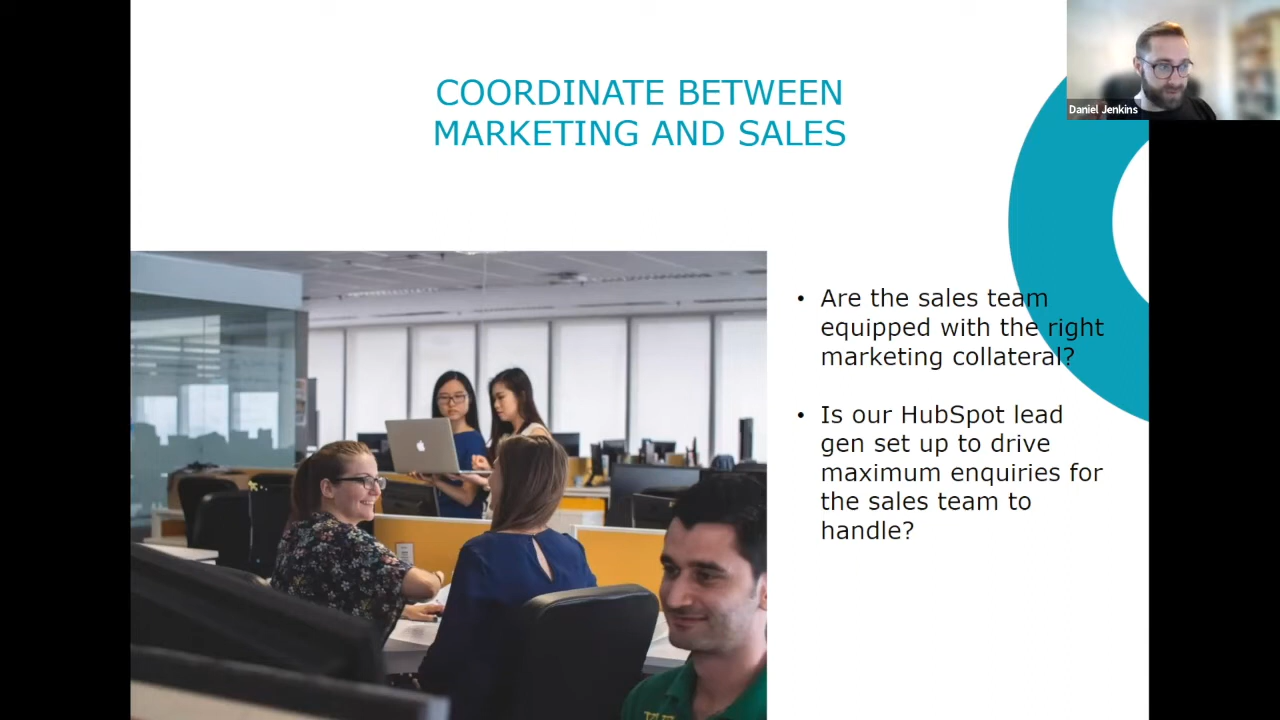 COORDINATE BETWEEN
MARKETING AND SALES
Daniel Jenkins
• Are the sales team
equipped with the right
marketing collateral?
• Is our HubSpot lead
gen set up to drive
maximum enquiries for
the sales team to
handle?